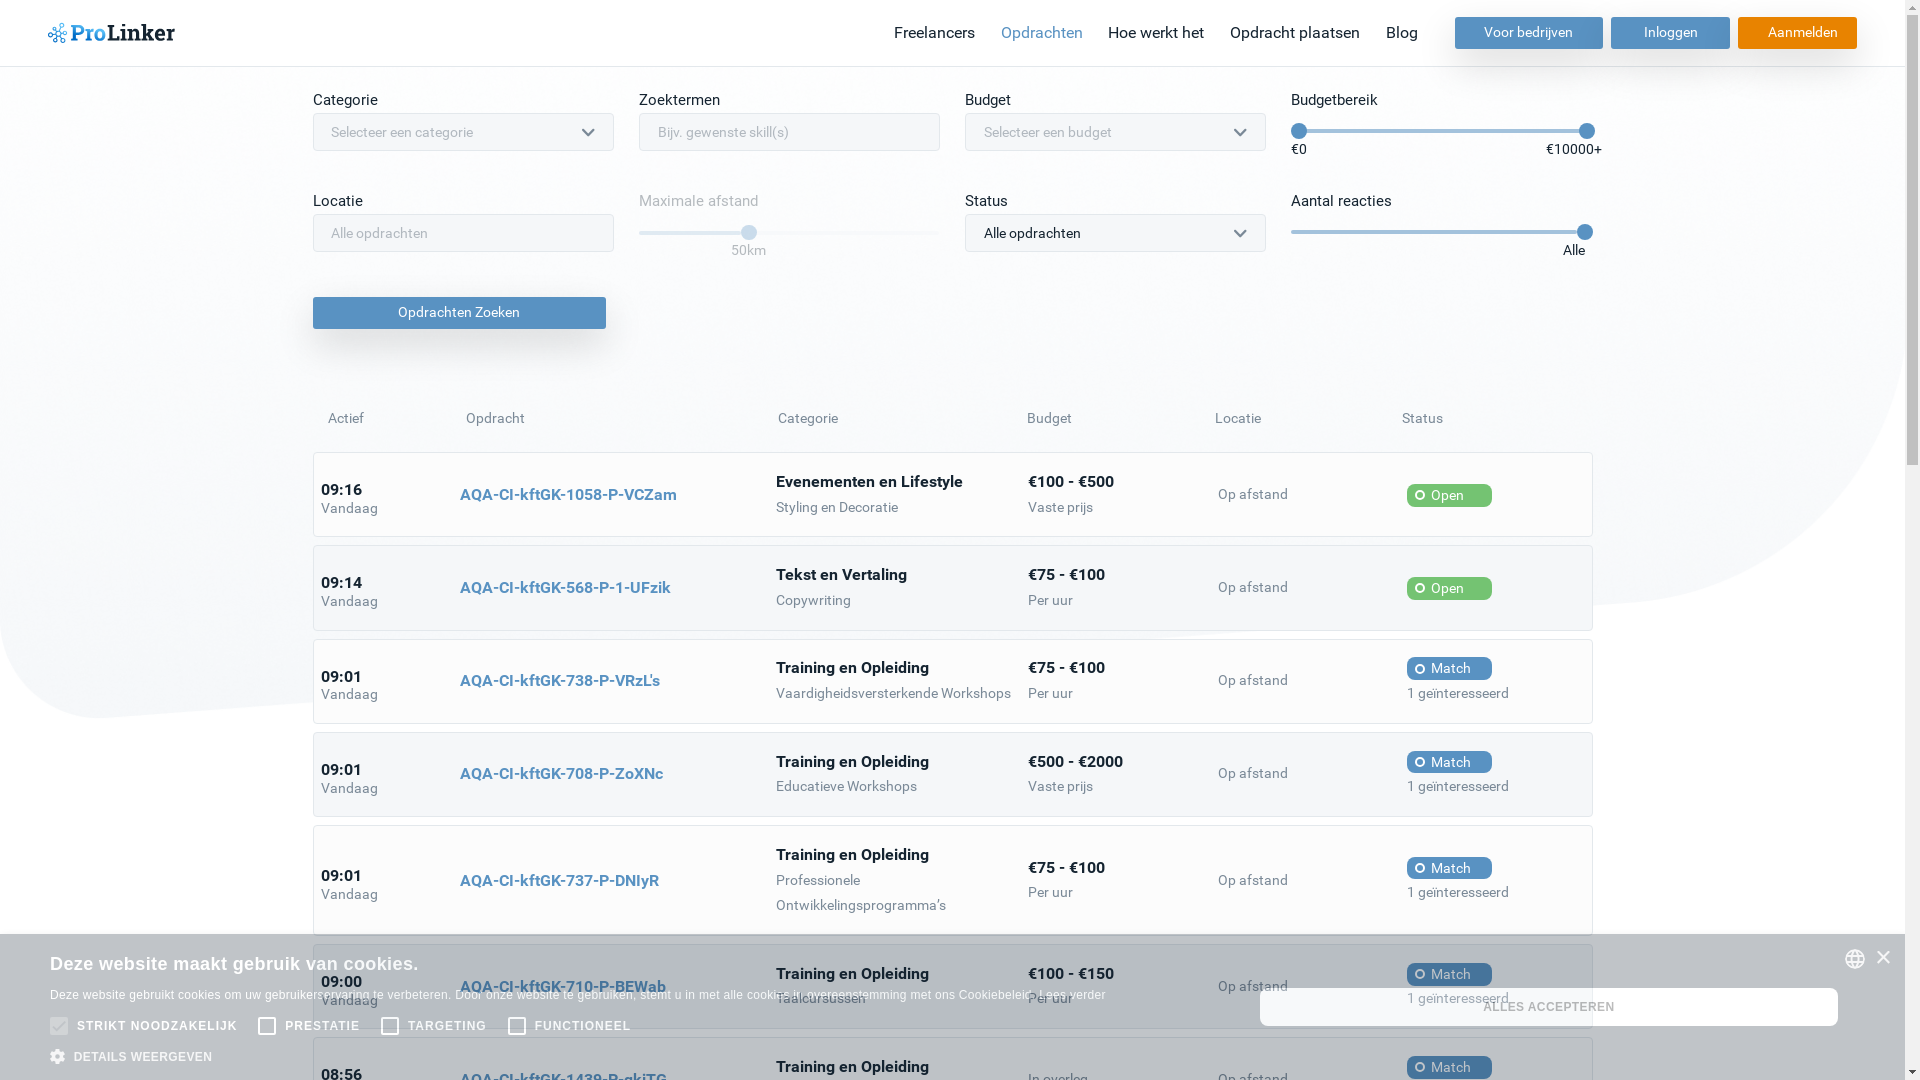 ProLinker
Freelancers
Opdrachten
Hoe werkt het
Opdracht plaatsen
Blog
Voor bedrijven
Inloggen
Aanmelden
Categorie
Zoektermen
Budget
Budgetbereik
Selecteer een categorie
Bijv. gewenste skill(s)
Selecteer een budget
€0
€10000+
Locatie
Maximale afstand
Status
Aantal reacties
Alle opdrachten
50km
Alle opdrachten
Alle
Opdrachten Zoeken
Actief
Opdracht
Categorie
Budget
Locatie
Status
09:16
Vandaag
AQA-CI-kftGK-1058-P-VCZam
Evenementen en Lifestyle
Styling en Decoratie
€100 - €500
Vaste prijs
Op afstand
Open
09:14
Vandaag
AQA-CI-kftGK-568-P-1-UFzik
Tekst en Vertaling
Copywriting
€75 - €100
Per uur
Op afstand
Open
09:01
Vandaag
AQA-CI-kftGK-738-P-VRzL's
Training en Opleiding
Vaardigheidsversterkende Workshops
€75 - €100
Per uur
Op afstand
Match
1 geïnteresseerd
09:01
Vandaag
AQA-CI-kftGK-708-P-ZoXNc
Training en Opleiding
Educatieve Workshops
€500 - €2000
Vaste prijs
Op afstand
Match
1 geïnteresseerd
09:01
Vandaag
AQA-CI-kftGK-737-P-DNIyR
Training en Opleiding
Professionele
Ontwikkelingsprogramma's
€75 - €100
Per uur
Op afstand
Match
1 geïnteresseerd
09:00
Vandaag
AQA-CI-kftGK-710-P-BEWab
Training en Opleiding
Taalcursussen
€100 - €150
Per uur
Op afstand
Match
1 geïnteresseerd
08:56
AQA-CI-kftGK-1439-P-qkjTG
Training en Opleiding
In overleg
Op afstand
Match
Deze website maakt gebruik van cookies.
Deze website gebruikt cookies om uw gebruikerservaring te verbeteren. Door onze website te gebruiken, stemt u in met alle cookies in overeenstemming met ons Cookiebeleid. Lees verder
STRIKT NOODZAKELIJK
PRESTATIE
TARGETING
FUNCTIONEEL
DETAILS WEERGEVEN
ALLES ACCEPTEREN